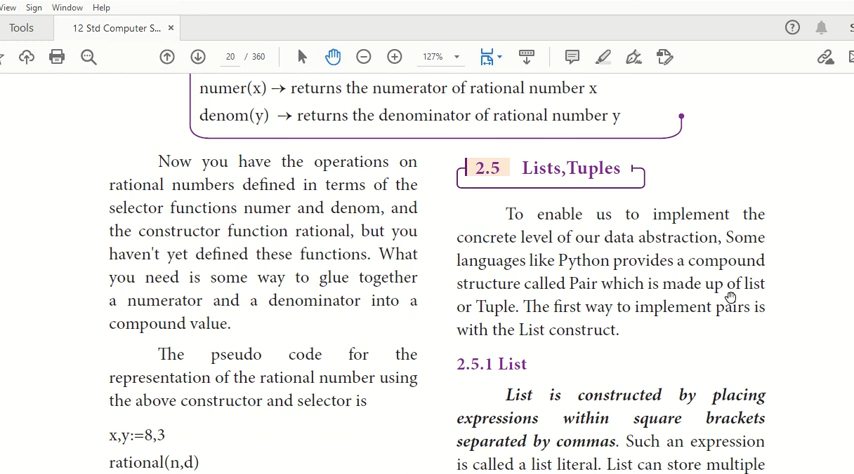 View Sign Window Help
Tools 12 Std Computer S... ×
20 / 360 127%
numer(x) → returns the numerator of rational number x
denom(y) → returns the denominator of rational number y
Now you have the operations on
rational numbers defined in terms of the
selector functions numer and denom, and
the constructor function rational, but you
haven't yet defined these functions. What
you need is some way to glue together
a numerator and a denominator into a
compound value.
The pseudo code for the
representation of the rational number using
the above constructor and selector is
x,y:=8,3
rational(n,d)
2.5 Lists,Tuples
To enable us to implement the
concrete level of our data abstraction, Some
languages like Python provides a compound
structure called Pair which is made up of list
or Tuple. The first way to implement pairs is
with the List construct.
2.5.1 List
List is constructed by placing
expressions within square brackets
separated by commas. Such an expression
is called a list literal. List can store multiple